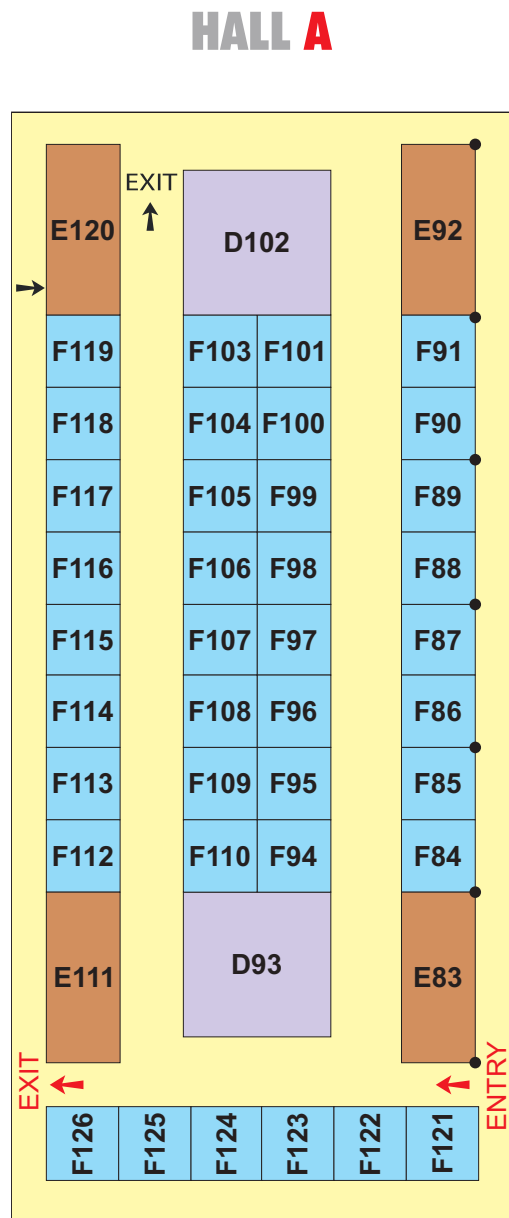 HALL A
EXIT
E120
D102
E92
F119 F103 F101 F91
F118 F104 F100 F90
F117 F105 F99 F89
F116 F106 F98 F88
F115 F107 F97 F87
F114 F108 F96 F86
F113 F109 F95 F85
F112 F110 F94 F84
E111 D93 E83
EXIT
ENTRY
F126 F125 F124 F123 F122 F121